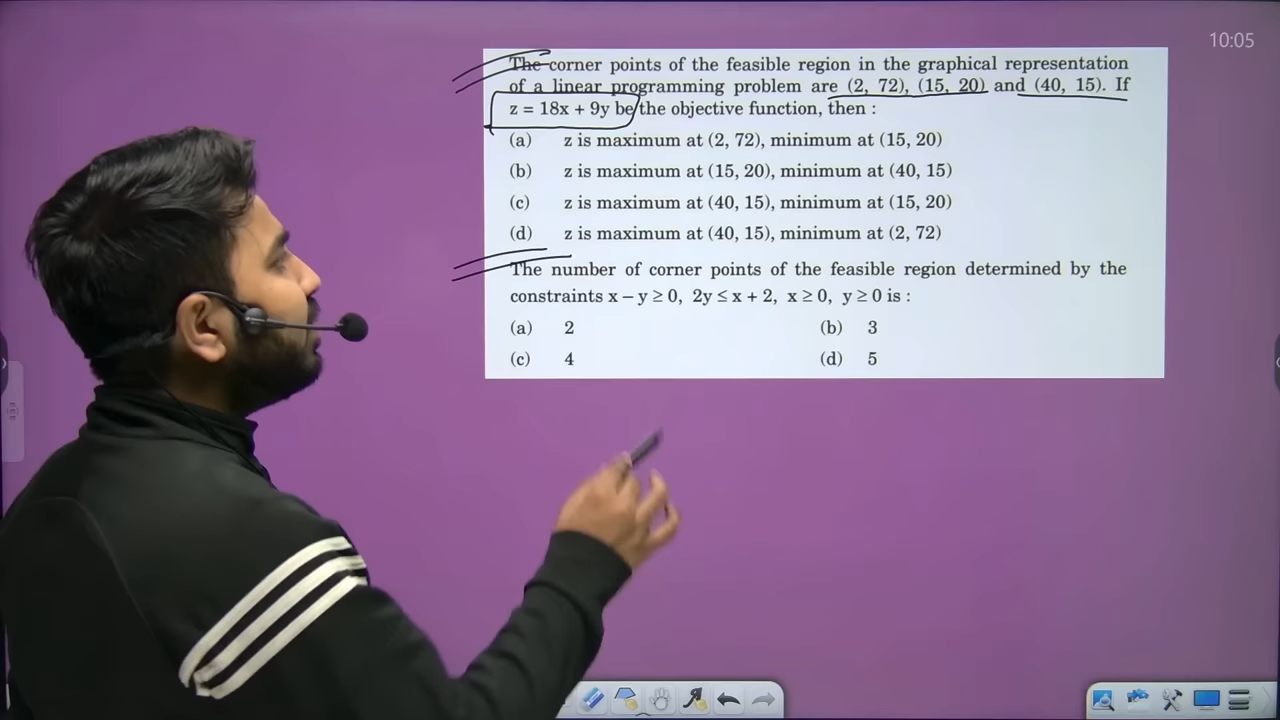 10:05
The corner points of the feasible region in the graphical representation
of a linear programming problem are (2, 72), (15, 20) and (40, 15). If
z = 18x + 9y be the objective function, then :
(a) z is maximum at (2, 72), minimum at (15, 20)
(b) z is maximum at (15, 20), minimum at (40, 15)
(c) z is maximum at (40, 15), minimum at (15, 20)
(d) z is maximum at (40, 15), minimum at (2, 72)
The number of corner points of the feasible region determined by the
constraints x – y ≥ 0, 2y ≤ x + 2, x ≥ 0, y ≥ 0 is :
(a) 2 (b) 3
(c) 4 (d) 5